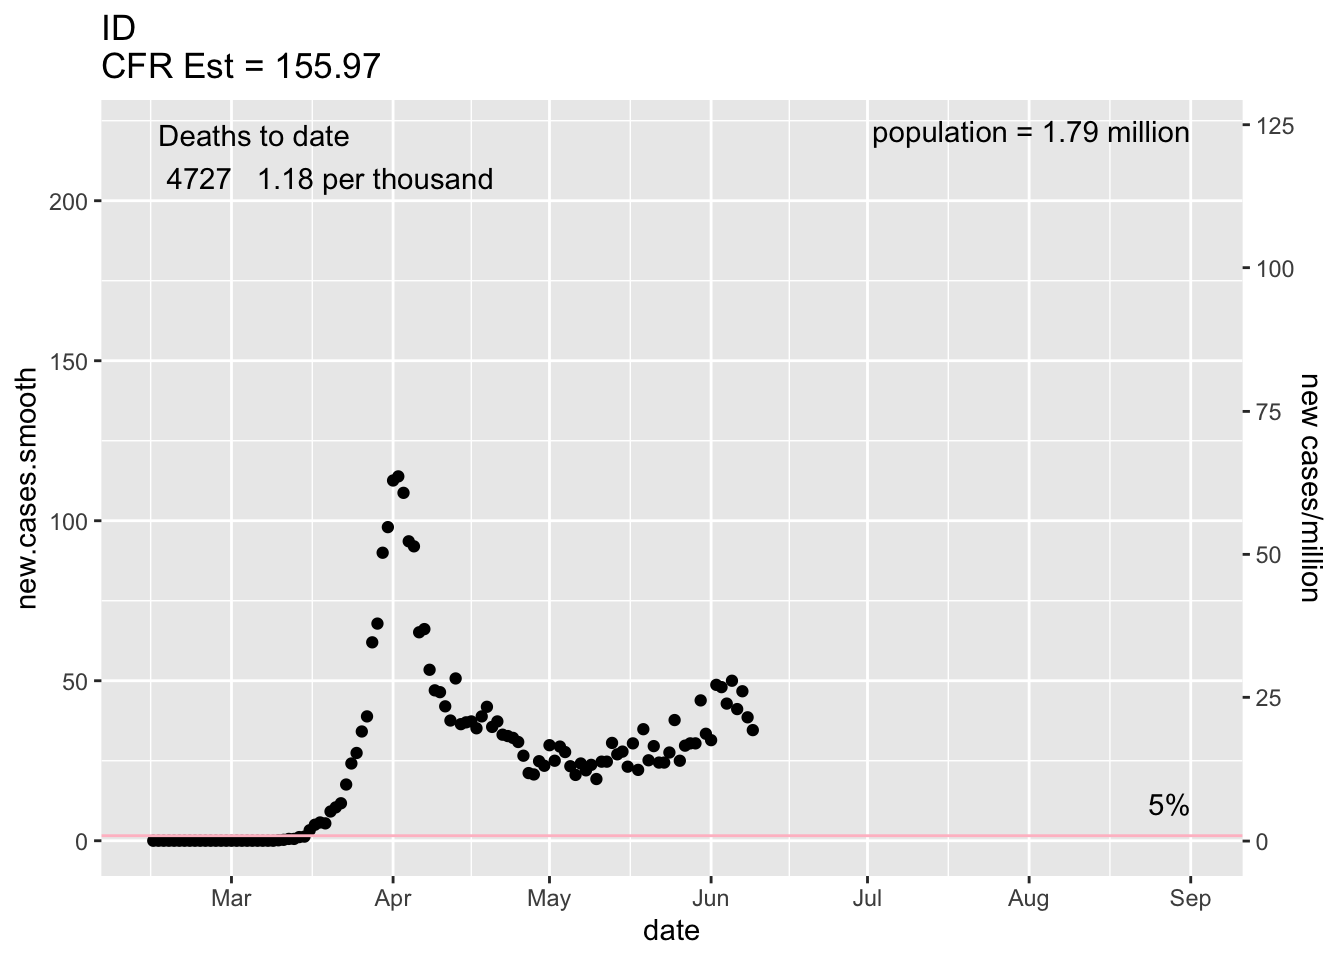 ID
CFR Est = 155.97
Deaths to date
4727 1.18 per thousand
population = 1.79 million
5%
new.cases.smooth
200
150
100
50
0
new cases/million
125
100
75
50
25
0
Mar Apr May Jun Jul Aug Sep
date